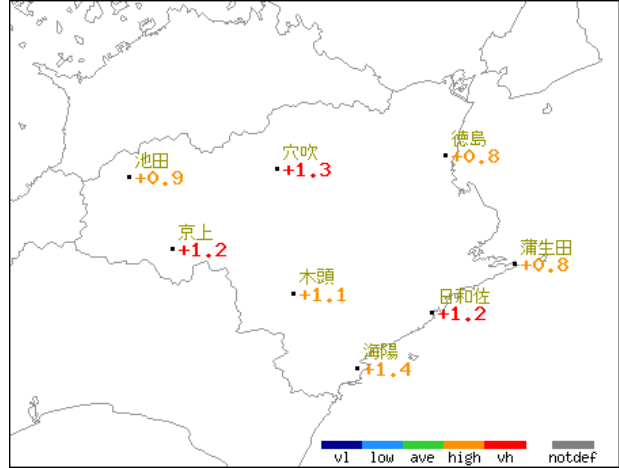 徳島
+0.8
穴吹
+1.3
池田
+0.9
京上
+1.2
蒲生田
+0.8
木頭
+1.1
日和佐
+1.2
海陽
+1.4
vl low ave high vh notdef